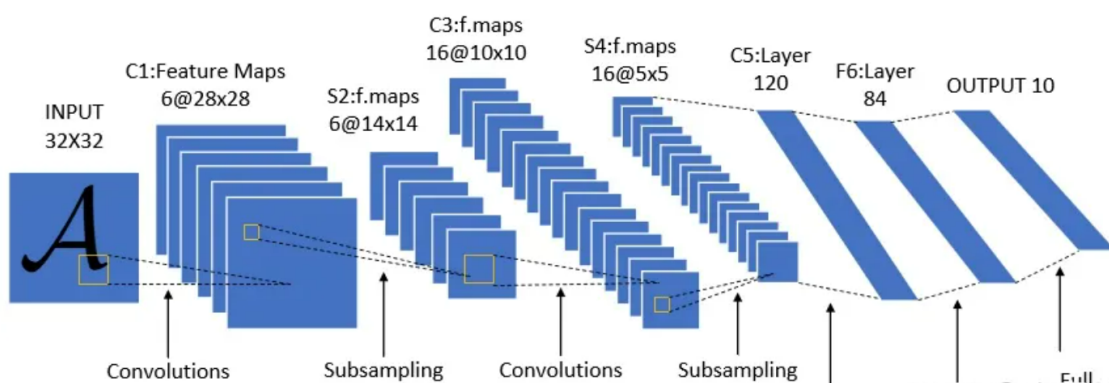 C3:f.maps
16@10x10
S4:f.maps
16@5x5
C5:Layer
120
F6:Layer
84
OUTPUT 10
C1:Feature Maps
6@28x28
S2:f.maps
6@14x14
INPUT
32X32
A
Convolutions
Subsampling
Convolutions
Subsampling
Full